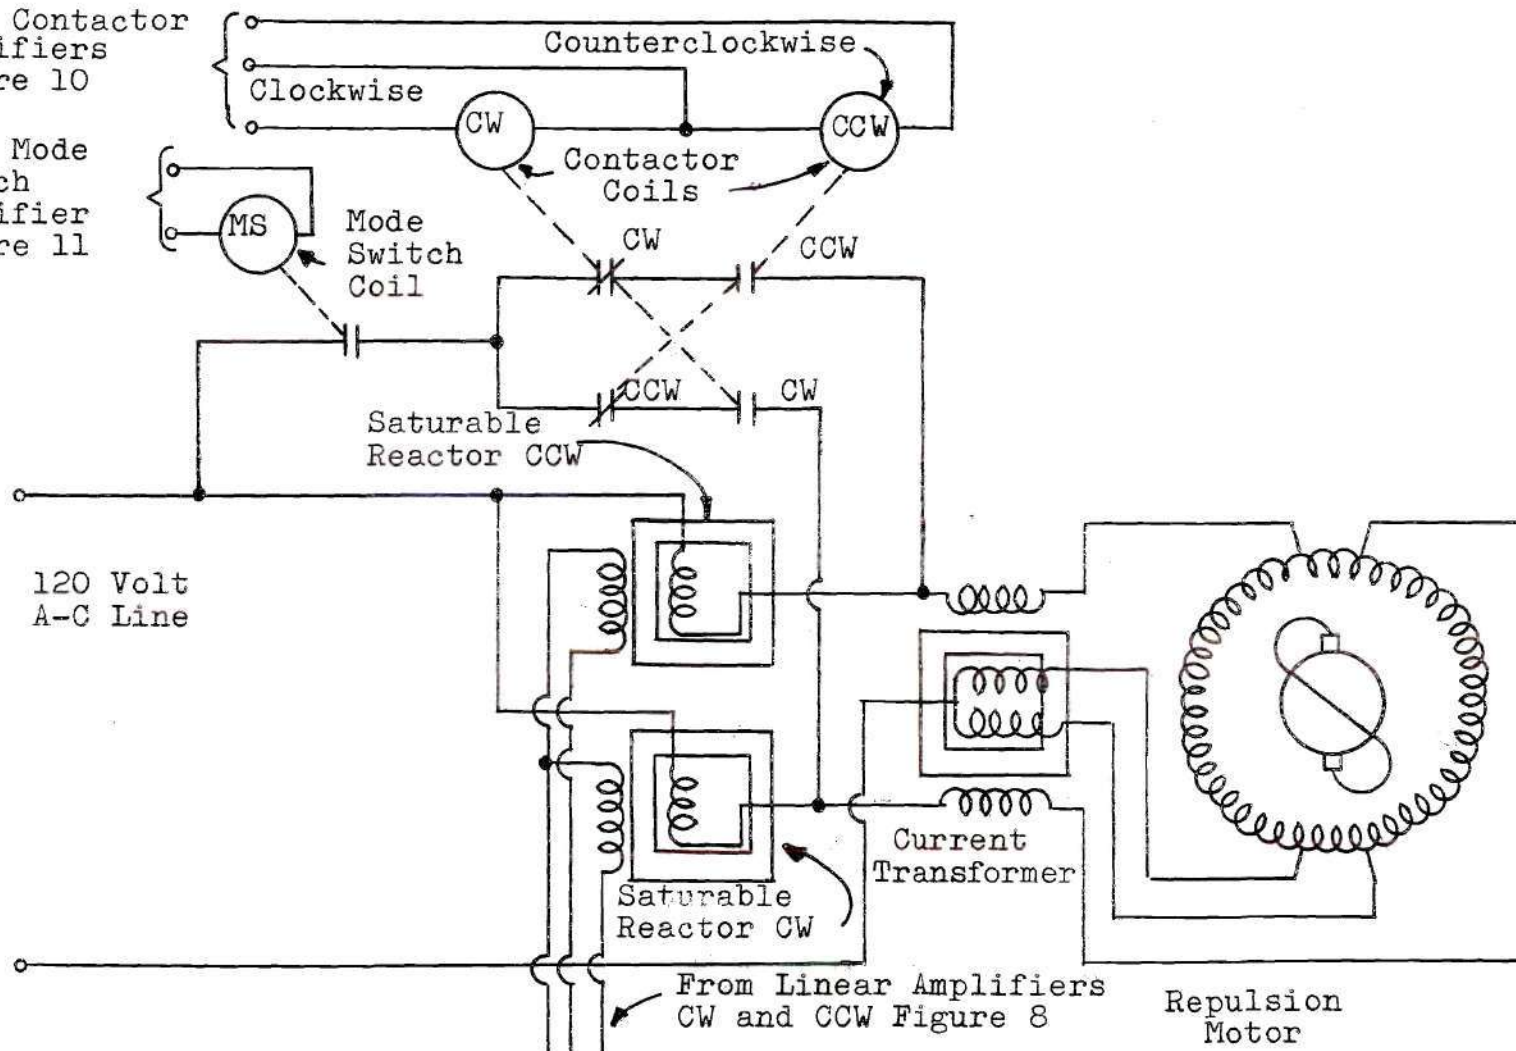 Contactor
ifiers
re 10
Counterclockwise
Clockwise
CW
CCW
Contactor
Coils
Mode
ch
ifier
re 11
MS
Mode
Switch
Coil
CW
CCW
CCW
CW
Saturable
Reactor CCW
120 Volt
A-C Line
Current
Transformer
Saturable
Reactor CW
From Linear Amplifiers
CW and CCW Figure 8
Repulsion
Motor